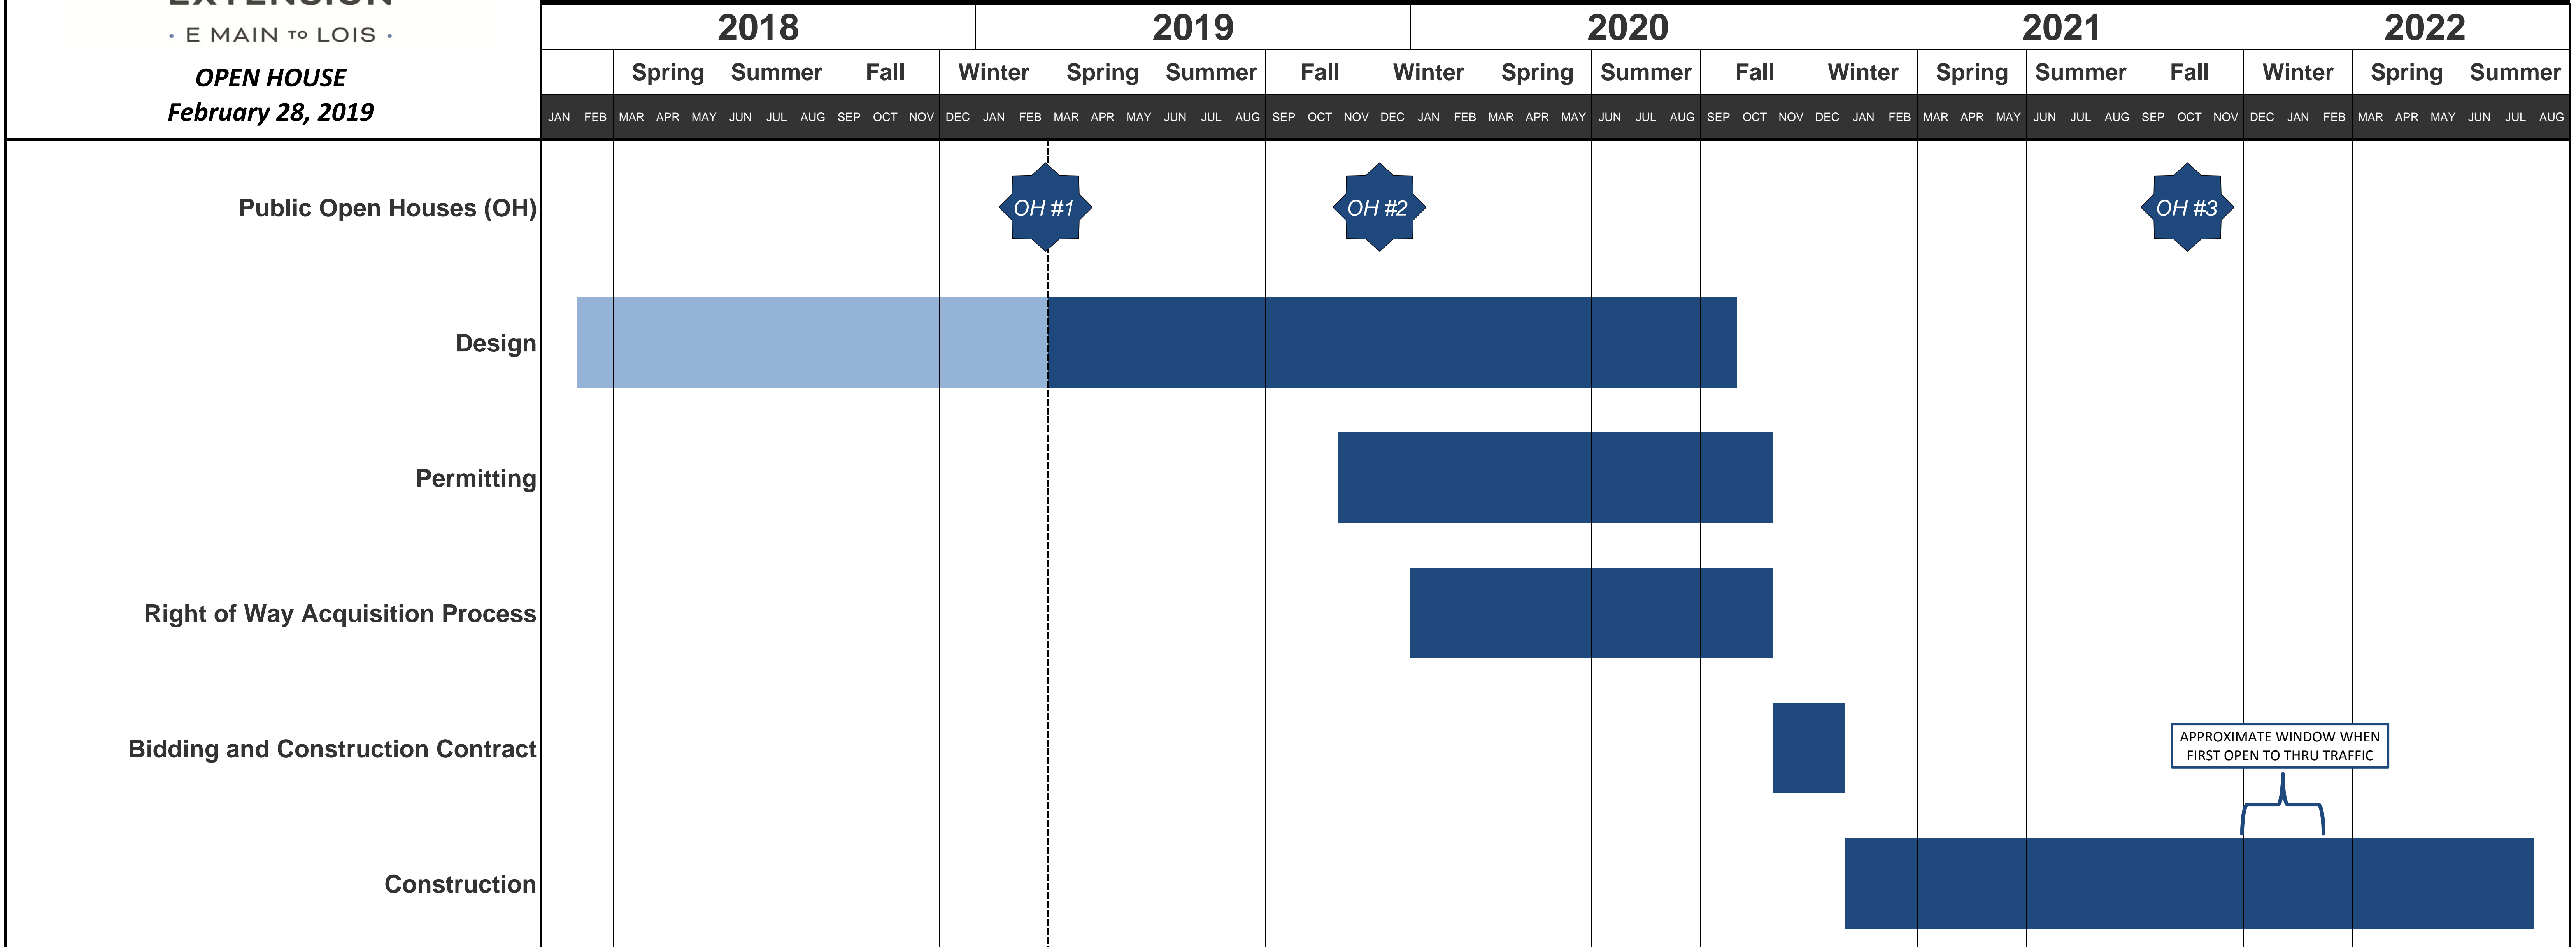 EXTENSION
· E MAIN TO LOIS ·
OPEN HOUSE
February 28, 2019
2018 2019 2020 2021 2022
Spring Summer Fall Winter Spring Summer Fall Winter Spring Summer Fall Winter Spring Summer Fall Winter Spring Summer
JAN FEB MAR APR MAY JUN JUL AUG SEP OCT NOV DEC JAN FEB MAR APR MAY JUN JUL AUG SEP OCT NOV DEC JAN FEB MAR APR MAY JUN JUL AUG SEP OCT NOV DEC JAN FEB MAR APR MAY JUN JUL AUG SEP OCT NOV DEC JAN FEB MAR APR MAY JUN JUL AUG
Public Open Houses (OH) OH #1 OH #2 OH #3
Design
Permitting
Right of Way Acquisition Process
Bidding and Construction Contract
APPROXIMATE WINDOW WHEN
FIRST OPEN TO THRU TRAFFIC
Construction